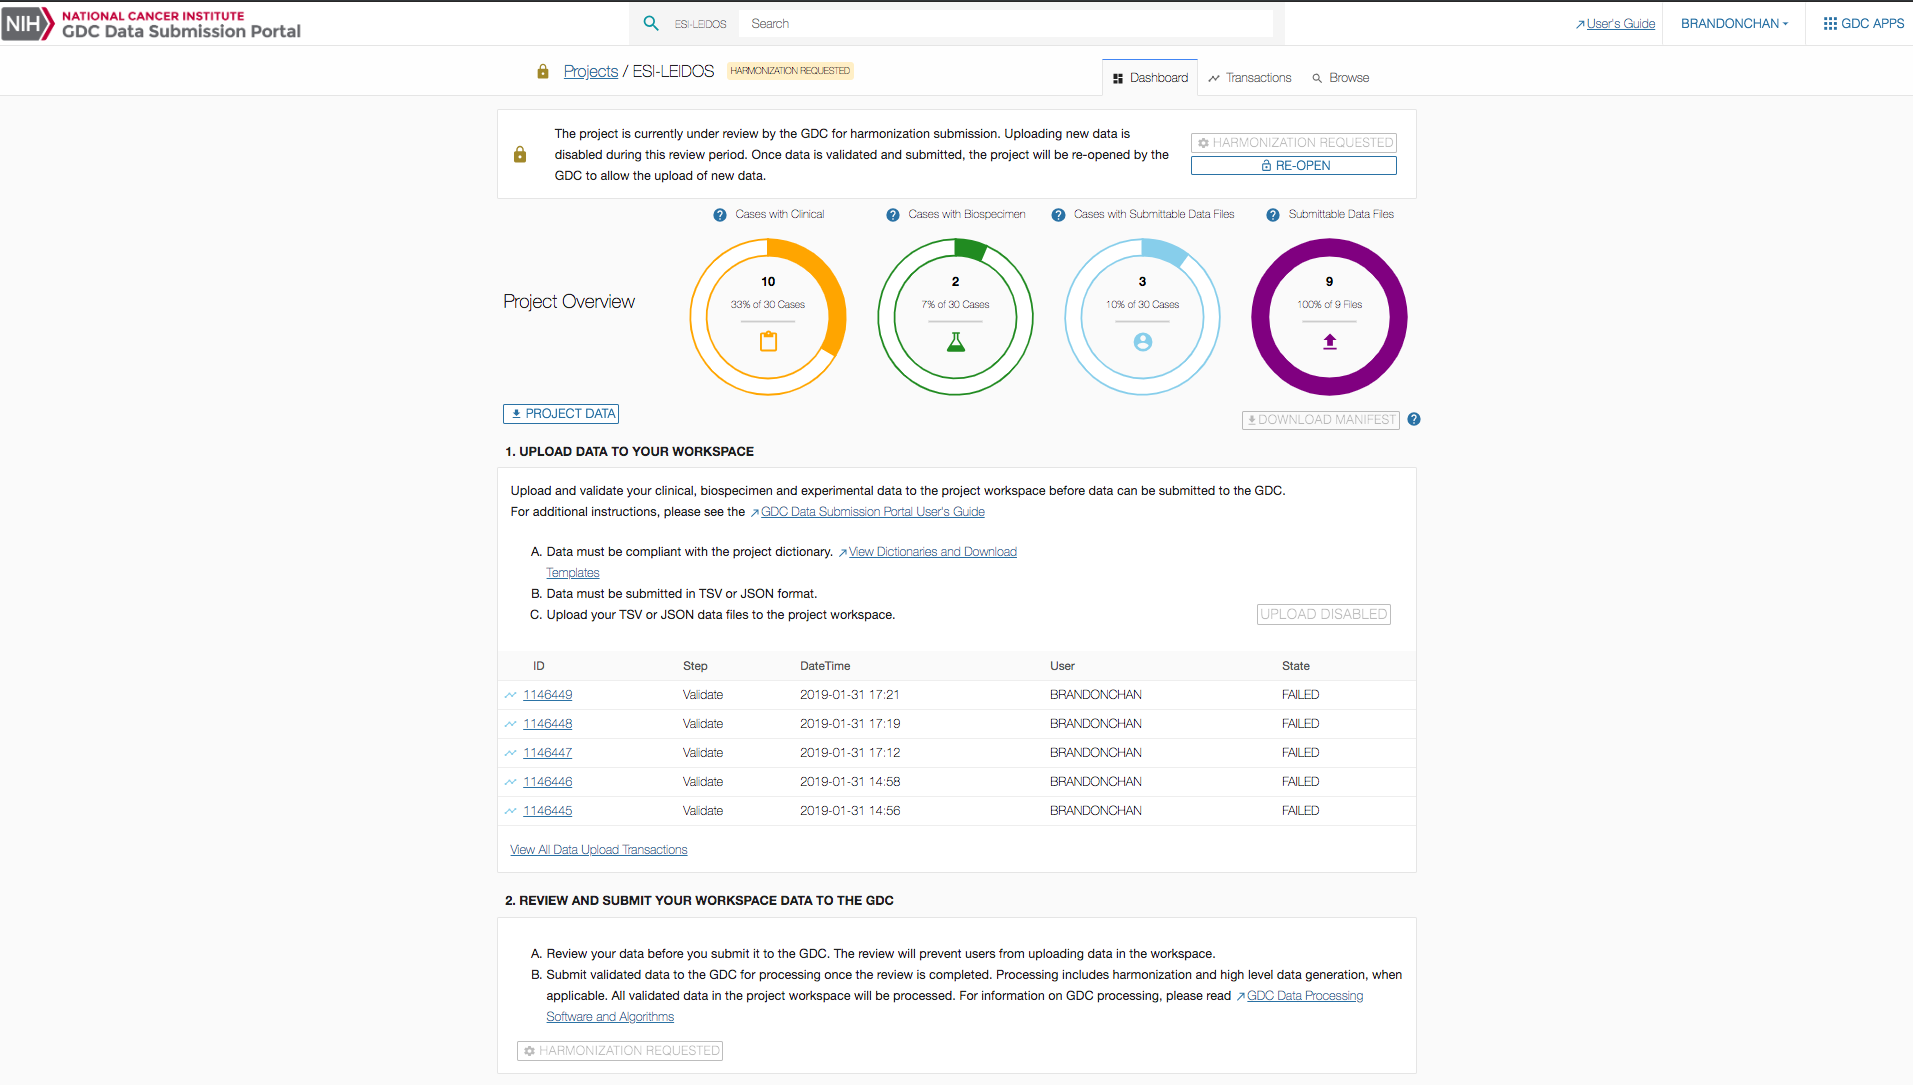 NIH NATIONAL CANCER INSTITUTE
GDC Data Submission Portal
ESI-LEIDOS Search
User's Guide
BRANDONCHAN
GDC APPS
Projects / ESI-LEIDOS HARMONIZATION REQUESTED
Dashboard Transactions Browse
The project is currently under review by the GDC for harmonization submission. Uploading new data is
disabled during this review period. Once data is validated and submitted, the project will be re-opened by the
GDC to allow the upload of new data.
HARMONIZATION REQUESTED
RE-OPEN
Project Overview
? Cases with Clinical
10
33% of 30 Cases
? Cases with Biospecimen
2
7% of 30 Cases
? Cases with Submittable Data Files
3
10% of 30 Cases
? Submittable Data Files
9
100% of 9 Files
PROJECT DATA
DOWNLOAD MANIFEST ?
1. UPLOAD DATA TO YOUR WORKSPACE
Upload and validate your clinical, biospecimen and experimental data to the project workspace before data can be submitted to the GDC.
For additional instructions, please see the GDC Data Submission Portal User's Guide
A. Data must be compliant with the project dictionary. View Dictionaries and Download
Templates
B. Data must be submitted in TSV or JSON format.
C. Upload your TSV or JSON data files to the project workspace.
UPLOAD DISABLED
ID Step DateTime User State
1146449 Validate 2019-01-31 17:21 BRANDONCHAN FAILED
1146448 Validate 2019-01-31 17:19 BRANDONCHAN FAILED
1146447 Validate 2019-01-31 17:12 BRANDONCHAN FAILED
1146446 Validate 2019-01-31 14:58 BRANDONCHAN FAILED
1146445 Validate 2019-01-31 14:56 BRANDONCHAN FAILED
View All Data Upload Transactions
2. REVIEW AND SUBMIT YOUR WORKSPACE DATA TO THE GDC
A. Review your data before you submit it to the GDC. The review will prevent users from uploading data in the workspace.
B. Submit validated data to the GDC for processing once the review is completed. Processing includes harmonization and high level data generation, when
applicable. All validated data in the project workspace will be processed. For information on GDC processing, please read GDC Data Processing
Software and Algorithms
HARMONIZATION REQUESTED